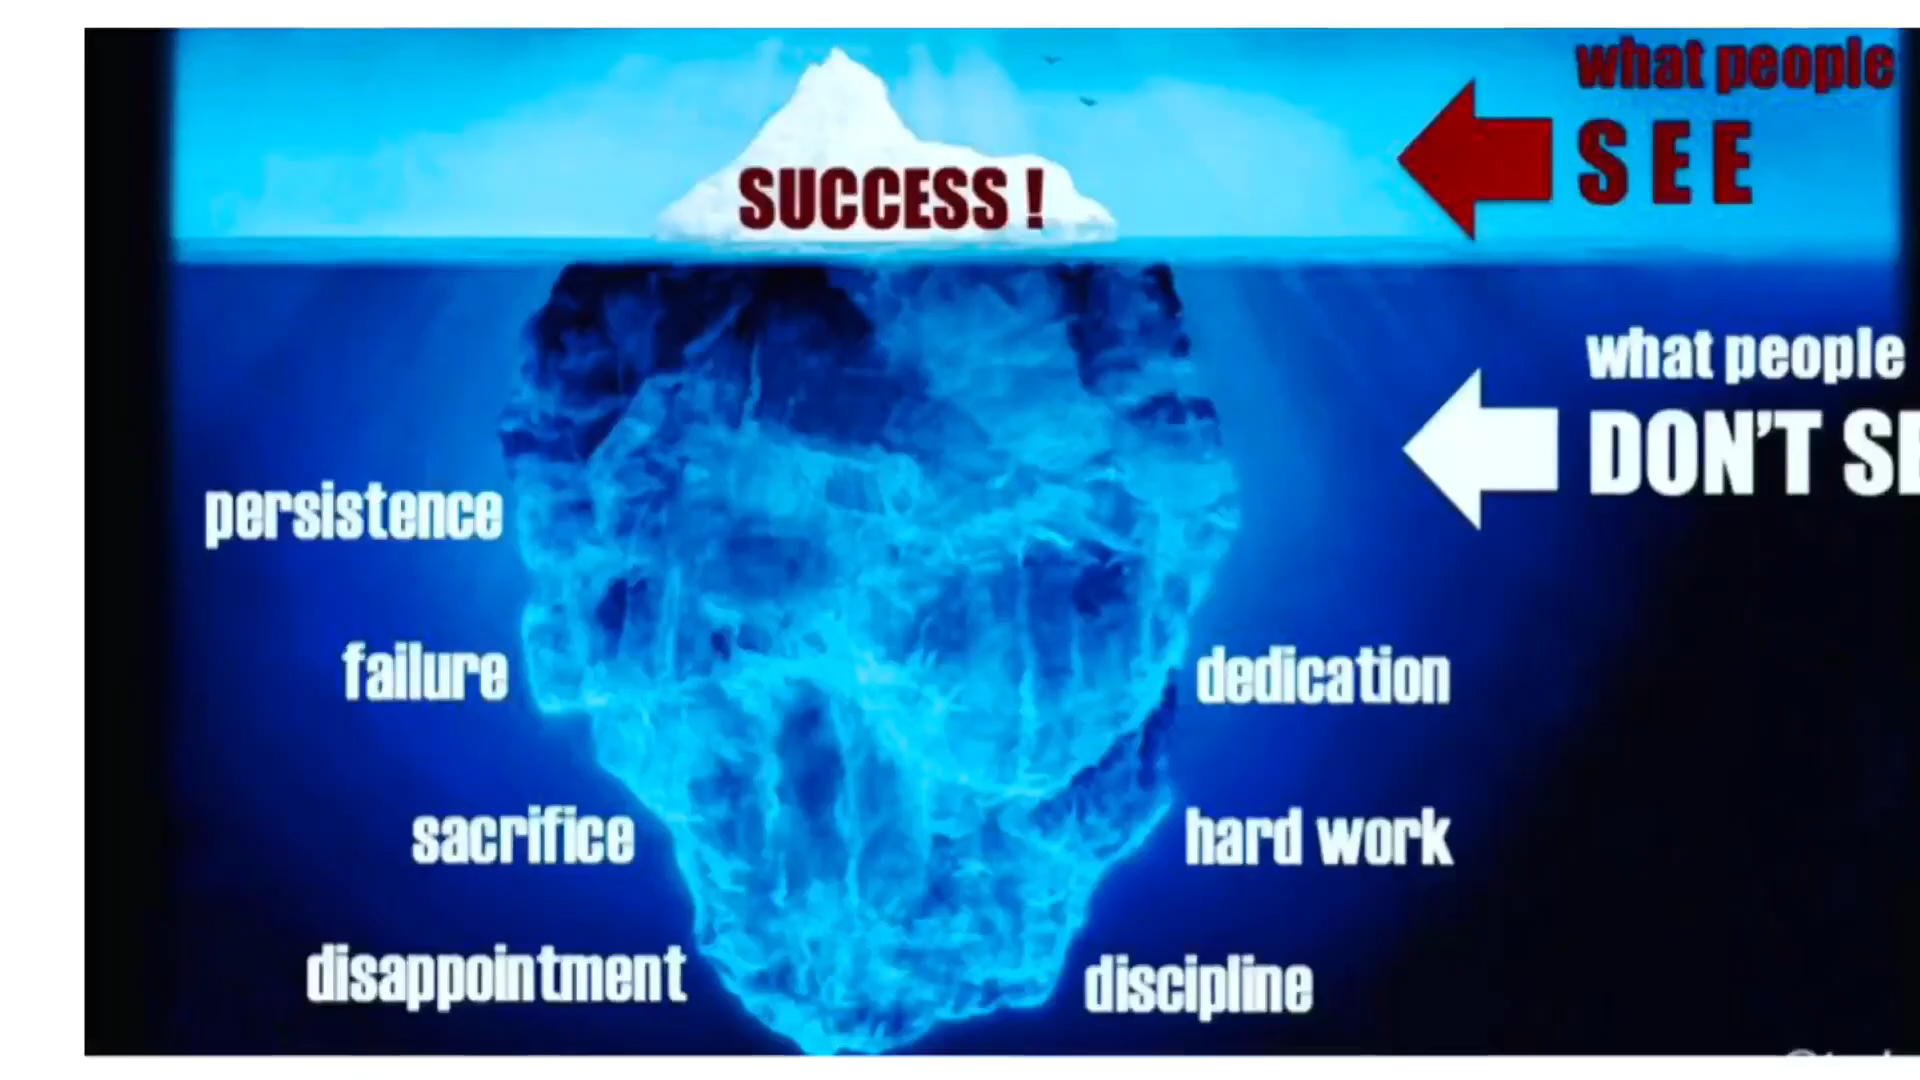 what people
SEE
SUCCESS !
what people
DON'T
persistence
failure
dedication
sacrifice
hard work
disappointment
discipline